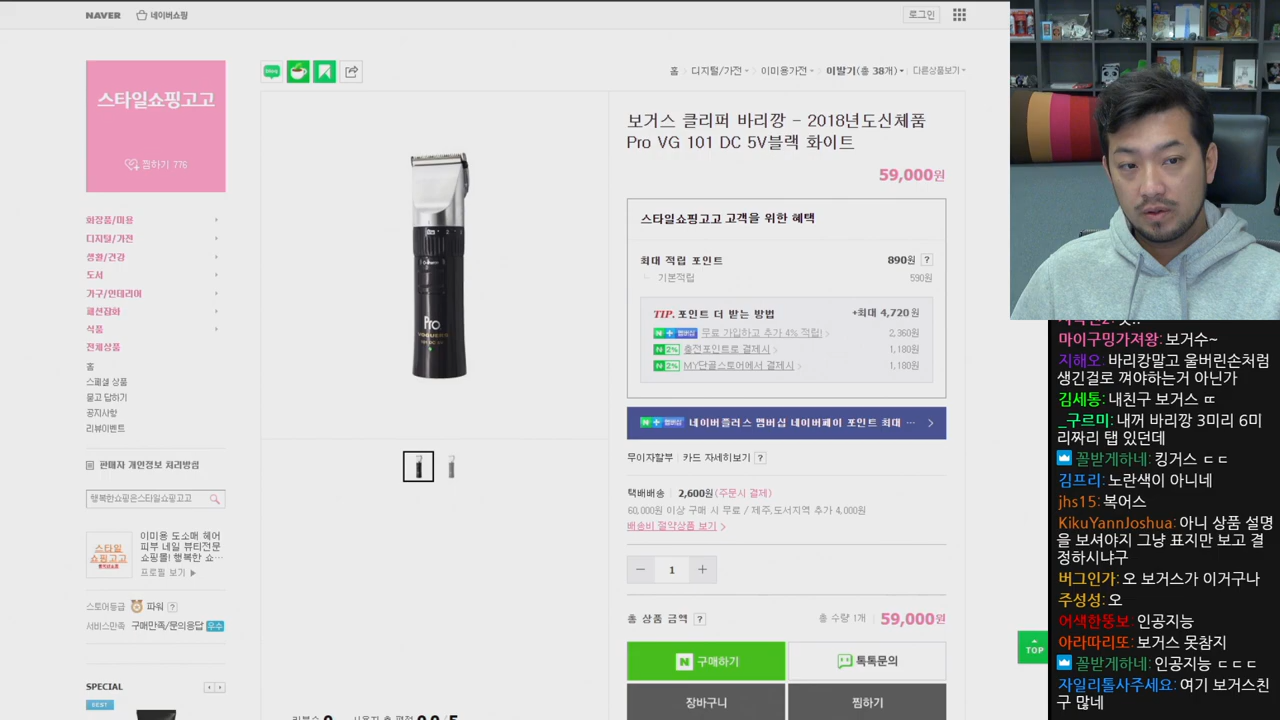 NAVER 네이버쇼핑
로그인
스타일쇼핑고고
찜하기 776
blog
홈 디지털/가전 이미용가전 이발기(총 38개) 다른상품보기
화장품/미용
디지털/가전
생활/건강
도서
가구/인테리어
패션잡화
식품
전체상품
홈
스페셜 상품
묻고 답하기
공지사항
리뷰이벤트
판매자 개인정보 처리방침
행복한쇼핑은스타일쇼핑고고
스타일
쇼핑고고
이미용 도소매 헤어
피부 네일 뷰티전문
쇼핑몰! 행복한 쇼…
프로필 보기
스토어등급 파워 ?
서비스만족 구매만족/문의응답 우수
SPECIAL
BEST
Pro
VOGUERS
보거스 클리퍼 바리깡 - 2018년도신체품
Pro VG 101 DC 5V블랙 화이트
59,000원
스타일쇼핑고고 고객을 위한 혜택
최대 적립 포인트 890원 ?
기본적립 590원
TIP. 포인트 더 받는 방법 +최대 4,720원
N+ 멤버십 무료 가입하고 추가 4% 적립! 2,360원
N 2% 충전포인트로 결제시 1,180원
N 2% MY단골스토어에서 결제시 1,180원
N+ 멤버십 네이버플러스 멤버십 네이버페이 포인트 최대 …
무이자할부 카드 자세히보기 ?
택배배송 2,600원(주문시 결제)
60,000원 이상 구매 시 무료 / 제주,도서지역 추가 4,000원
배송비 절약상품 보기
− 1 +
총 상품 금액 ? 총 수량 1개 59,000원
N 구매하기 톡톡문의
장바구니 찜하기
TOP
마이구밍가져왕: 보거수~
지해오: 바리캉말고 울버린손처럼
생긴걸로 껴야하는거 아닌가
김세통: 내친구 보거스 ㄸ
_구르미: 내꺼 바리깡 3미리 6미
리짜리 탭 있던데
꼴받게하네: 킹거스 ㄷㄷ
김프리: 노란색이 아니네
jhs15: 복어스
KikuYannJoshua: 아니 상품 설명
을 보셔야지 그냥 표지만 보고 결
정하시냐구
버그인가: 오 보거스가 이거구나
주성성: 오
어색한뚱보: 인공지능
아라따리또: 보거스 못참지
꼴받게하네: 인공지능 ㄷㄷㄷ
자일리톨사주세요: 여기 보거스친
구 많네